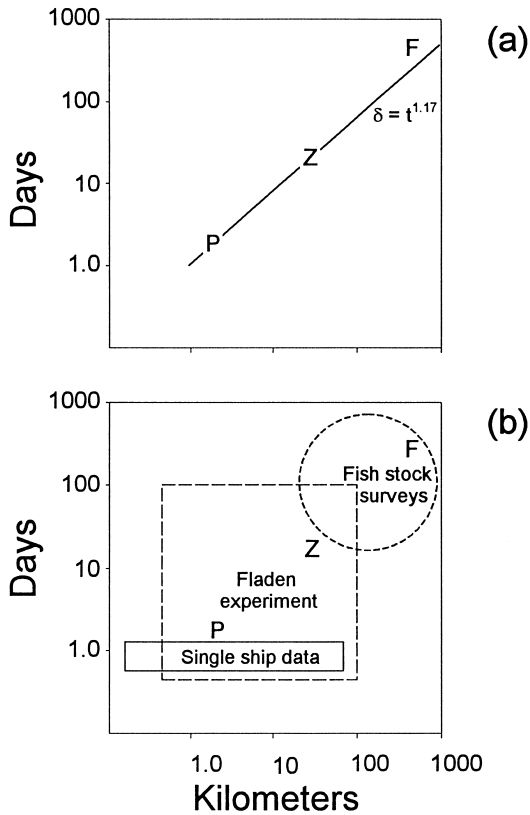 (a)
1000
100
10
1.0
Days
F
δ = t^1.17
Z
P
(b)
1000
100
10
1.0
Days
F
Fish stock
surveys
Z
Fladen
experiment
P
Single ship data
1.0 10 100 1000
Kilometers